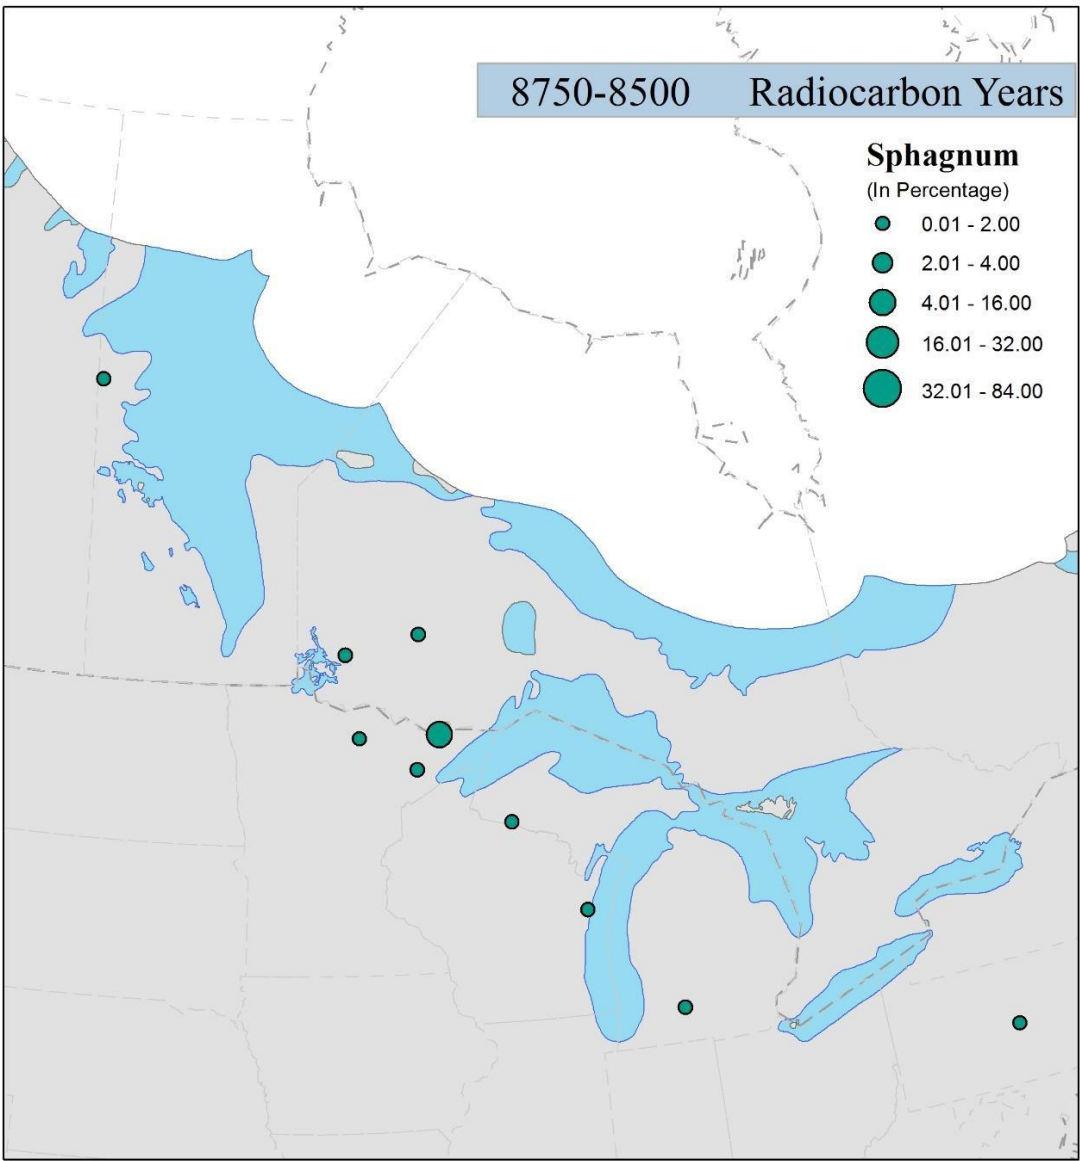 8750-8500 Radiocarbon Years
Sphagnum
(In Percentage)
0.01 - 2.00
2.01 - 4.00
4.01 - 16.00
16.01 - 32.00
32.01 - 84.00